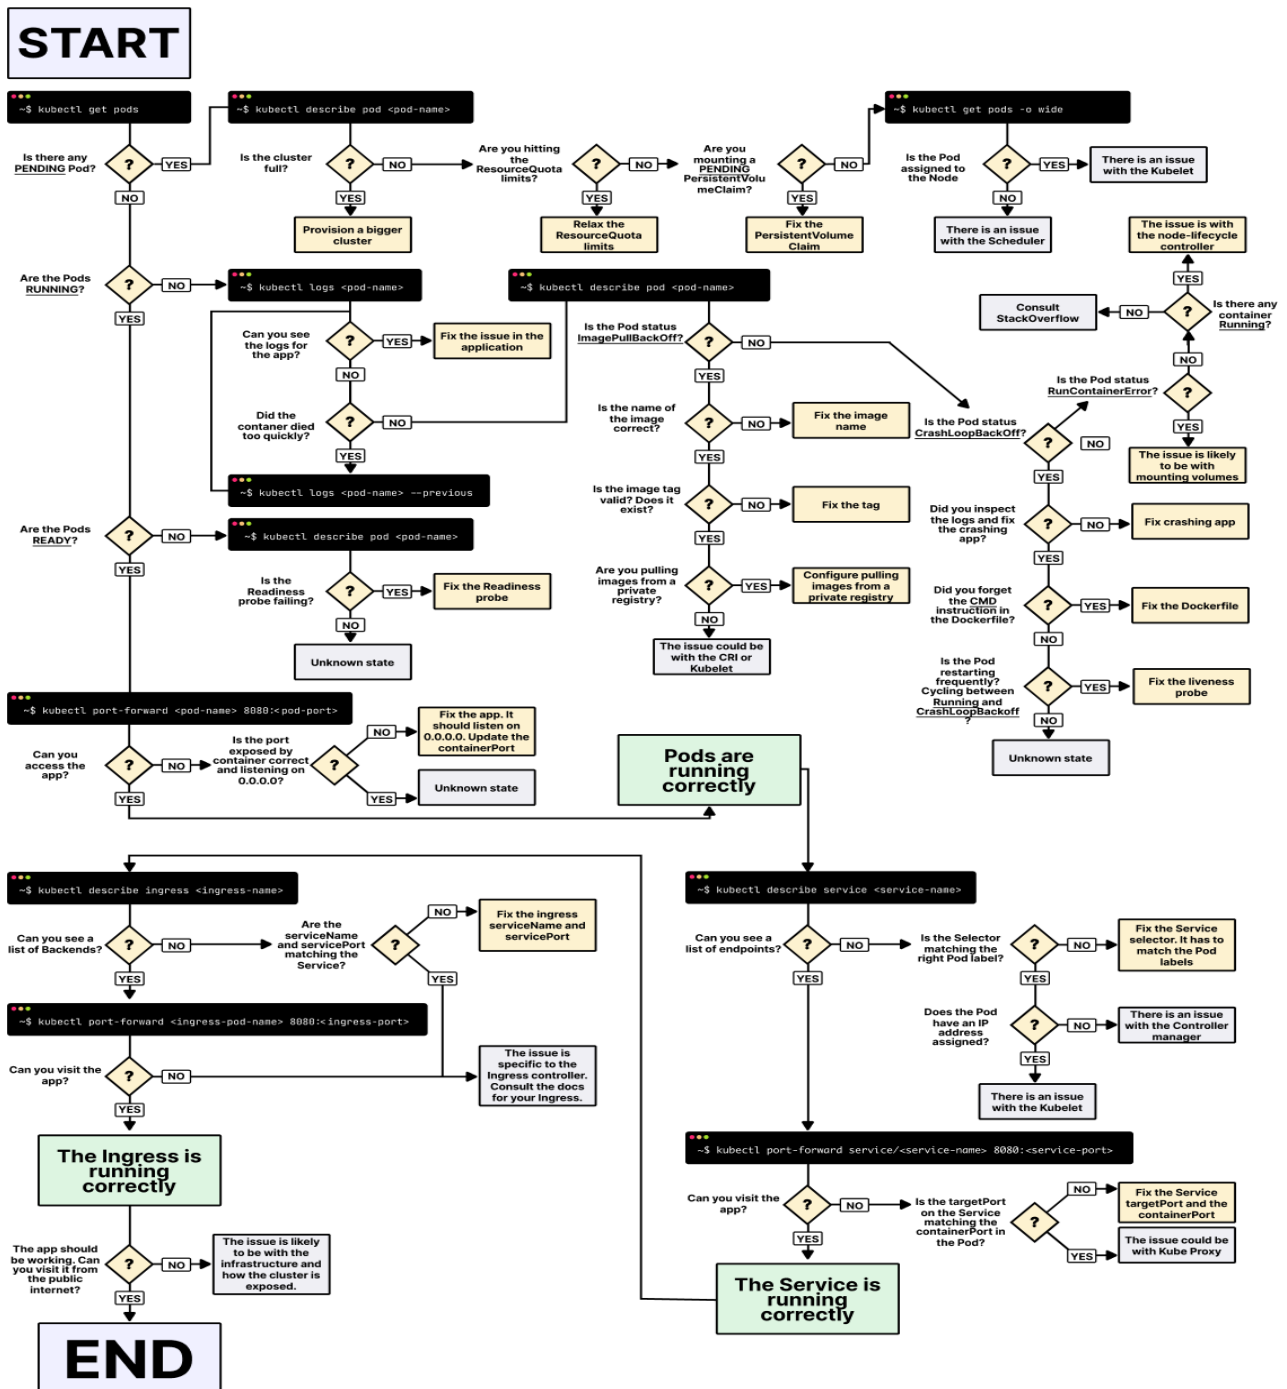 START
~$ kubectl get pods
~$ kubectl describe pod <pod-name>
~$ kubectl get pods -o wide
Is there any
PENDING Pod?
?
YES
NO
Is the cluster
full?
?
NO
YES
Provision a bigger
cluster
Are you hitting
the
ResourceQuota
limits?
?
NO
YES
Relax the
ResourceQuota
limits
Are you
mounting a
PENDING
PersistentVolu
meClaim?
?
NO
YES
Fix the
PersistentVolume
Claim
Is the Pod
assigned to
the Node
?
YES
There is an issue
with the Kubelet
NO
There is an issue
with the Scheduler
The issue is with
the node-lifecycle
controller
YES
Is there any
container
Running?
?
NO
Consult
StackOverflow
NO
Is the Pod status
RunContainerError?
?
YES
The issue is likely
to be with
mounting volumes
Are the Pods
RUNNING?
?
NO
YES
~$ kubectl logs <pod-name>
Can you see
the logs for
the app?
?
YES
Fix the issue in the
application
NO
Did the
contaner died
too quickly?
?
NO
YES
~$ kubectl logs <pod-name> --previous
~$ kubectl describe pod <pod-name>
Is the Pod status
ImagePullBackOff?
?
NO
YES
Is the name of
the image
correct?
?
NO
Fix the image
name
YES
Is the image tag
valid? Does it
exist?
?
NO
Fix the tag
YES
Are you pulling
images from a
private
registry?
?
YES
Configure pulling
images from a
private registry
NO
The issue could be
with the CRI or
Kubelet
Is the Pod status
CrashLoopBackOff?
?
NO
YES
Did you inspect
the logs and fix
the crashing
app?
?
NO
Fix crashing app
YES
Did you forget
the CMD
instruction in
the Dockerfile?
?
YES
Fix the Dockerfile
NO
Is the Pod
restarting
frequently?
Cycling between
Running and
CrashLoopBackoff
?
?
YES
Fix the liveness
probe
NO
Unknown state
Are the Pods
READY?
?
NO
YES
~$ kubectl describe pod <pod-name>
Is the
Readiness
probe failing?
?
YES
Fix the Readiness
probe
NO
Unknown state
~$ kubectl port-forward <pod-name> 8080:<pod-port>
Can you
access the
app?
?
NO
YES
Is the port
exposed by
container correct
and listening on
0.0.0.0?
?
NO
Fix the app. It
should listen on
0.0.0.0. Update the
containerPort
YES
Unknown state
Pods are
running
correctly
~$ kubectl describe service <service-name>
Can you see a
list of endpoints?
?
NO
YES
Is the Selector
matching the
right Pod label?
?
NO
Fix the Service
selector. It has to
match the Pod
labels
YES
Does the Pod
have an IP
address
assigned?
?
NO
There is an issue
with the Controller
manager
YES
There is an issue
with the Kubelet
~$ kubectl port-forward service/<service-name> 8080:<service-port>
Can you visit the
app?
?
NO
YES
Is the targetPort
on the Service
matching the
containerPort in
the Pod?
?
NO
Fix the Service
targetPort and the
containerPort
YES
The issue could be
with Kube Proxy
The Service is
running
correctly
~$ kubectl describe ingress <ingress-name>
Can you see a
list of Backends?
?
NO
YES
Are the
serviceName
and servicePort
matching the
Service?
?
NO
Fix the ingress
serviceName and
servicePort
YES
~$ kubectl port-forward <ingress-pod-name> 8080:<ingress-port>
Can you visit the
app?
?
NO
The issue is
specific to the
Ingress controller.
Consult the docs
for your Ingress.
YES
The Ingress is
running
correctly
The app should
be working. Can
you visit it from
the public
internet?
?
NO
The issue is likely
to be with the
infrastructure and
how the cluster is
exposed.
YES
END